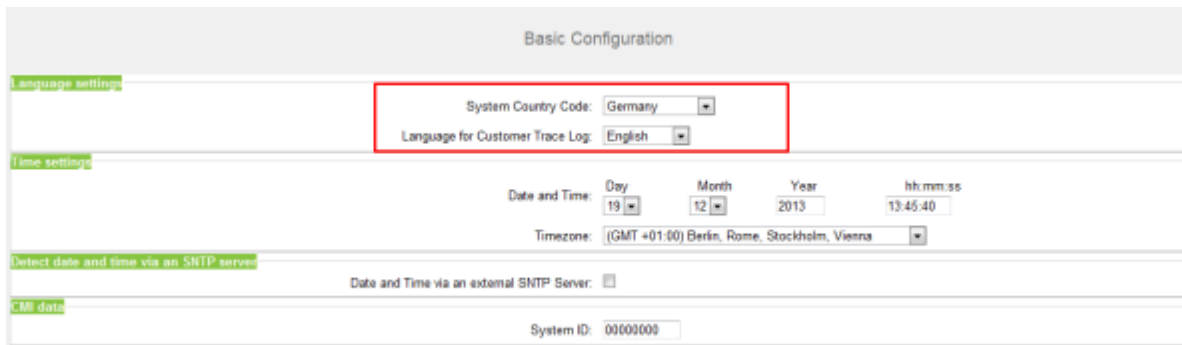 Basic Configuration
Language settings
System Country Code: Germany
Language for Customer Trace Log: English
Time settings
Day Month Year hh:mm:ss
Date and Time: 19 12 2013 13:45:40
Timezone: (GMT +01:00) Berlin, Rome, Stockholm, Vienna
Detect date and time via an SNTP server
Date and Time via an external SNTP Server:
CMI data
System ID: 00000000